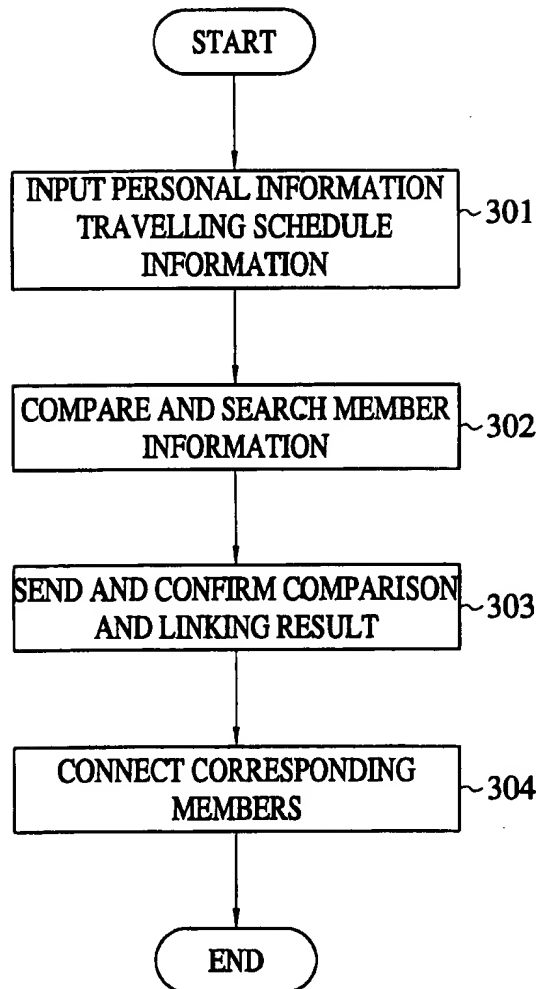 START
INPUT PERSONAL INFORMATION
TRAVELLING SCHEDULE
INFORMATION
301
COMPARE AND SEARCH MEMBER
INFORMATION
302
SEND AND CONFIRM COMPARISON
AND LINKING RESULT
303
CONNECT CORRESPONDING
MEMBERS
304
END